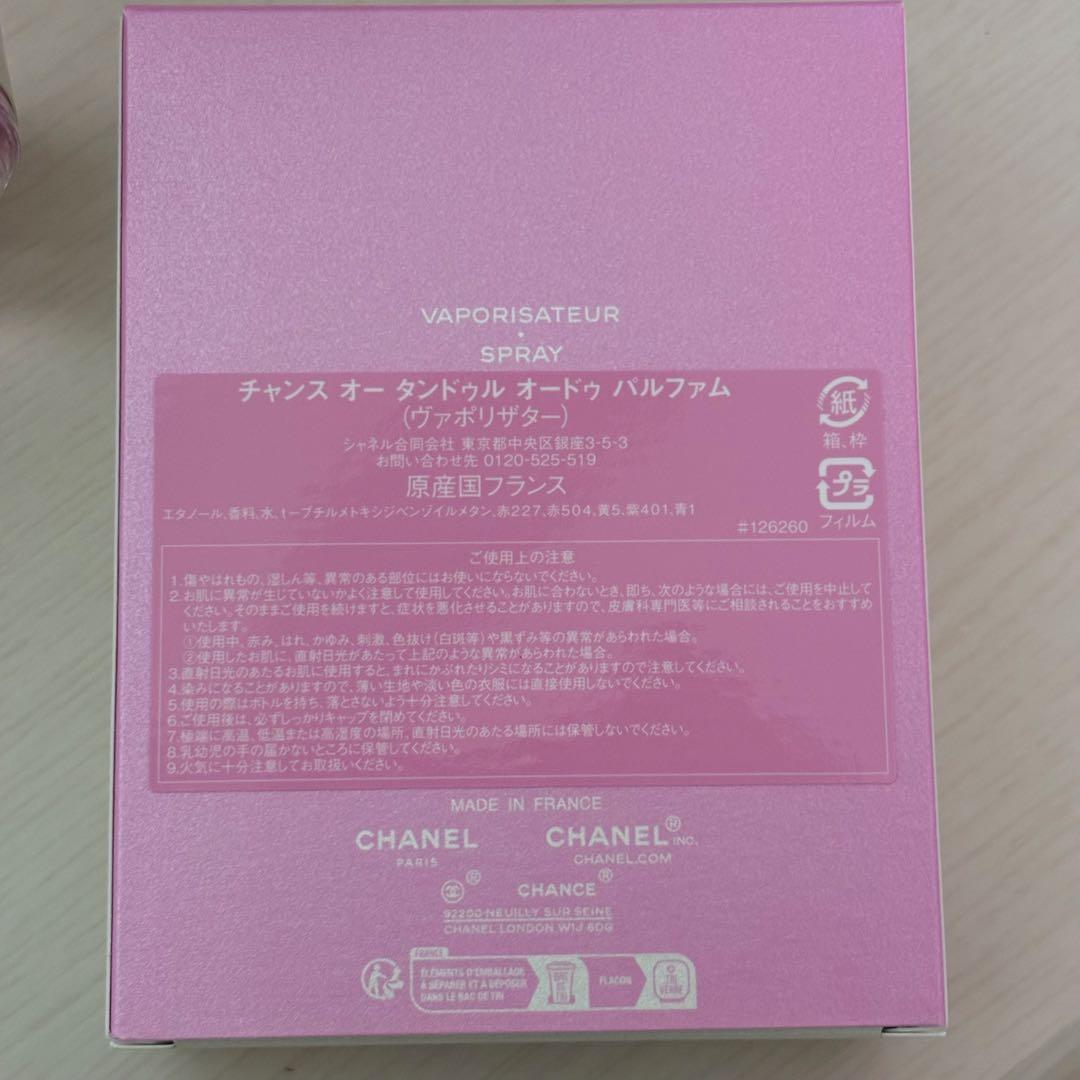 VAPORISATEUR
•
SPRAY
チャンス オー タンドゥル オードゥ パルファム
(ヴァポリザター)
シャネル合同会社 東京都中央区銀座3-5-3
お問い合わせ先 0120-525-519
原産国フランス
エタノール、香料、水、t-ブチルメトキシジベンゾイルメタン、赤227、赤504、黄5、紫401、青1
#126260
紙
箱、枠
プラ
フィルム
ご使用上の注意
1.傷やはれもの、湿しん等、異常のある部位にはお使いにならないでください。
2.お肌に異常が生じていないかよく注意して使用してください。お肌に合わないとき、即ち、次のような場合には、ご使用を中止して
ください。そのままご使用を続けますと、症状を悪化させることがありますので、皮膚科専門医等にご相談されることをおすすめ
いたします。
①使用中、赤み、はれ、かゆみ、刺激、色抜け(白斑等)や黒ずみ等の異常があらわれた場合。
②使用したお肌に、直射日光があたって上記のような異常があらわれた場合。
3.直射日光のあたるお肌に使用すると、まれにかぶれたりシミになることがありますので注意してください。
4.染みになることがありますので、薄い生地や淡い色の衣服には直接使用しないでください。
5.使用の際はボトルを持ち、落とさないよう十分注意してください。
6.ご使用後は、必ずしっかりキャップを閉めてください。
7.極端に高温、低温または高湿度の場所、直射日光のあたる場所には保管しないでください。
8.乳幼児の手の届かないところに保管してください。
9.火気に十分注意してお取扱いください。
MADE IN FRANCE
CHANEL CHANEL® INC.
PARIS CHANEL.COM
® CHANCE®
92200 NEUILLY SUR SEINE
CHANEL LONDON W1J 6DG
FRANCE
ÉLÉMENTS D'EMBALLAGE
À SÉPARER ET À DÉPOSER
DANS LE BAC DE TRI
BAC DE TRI
FLACON
VERRE